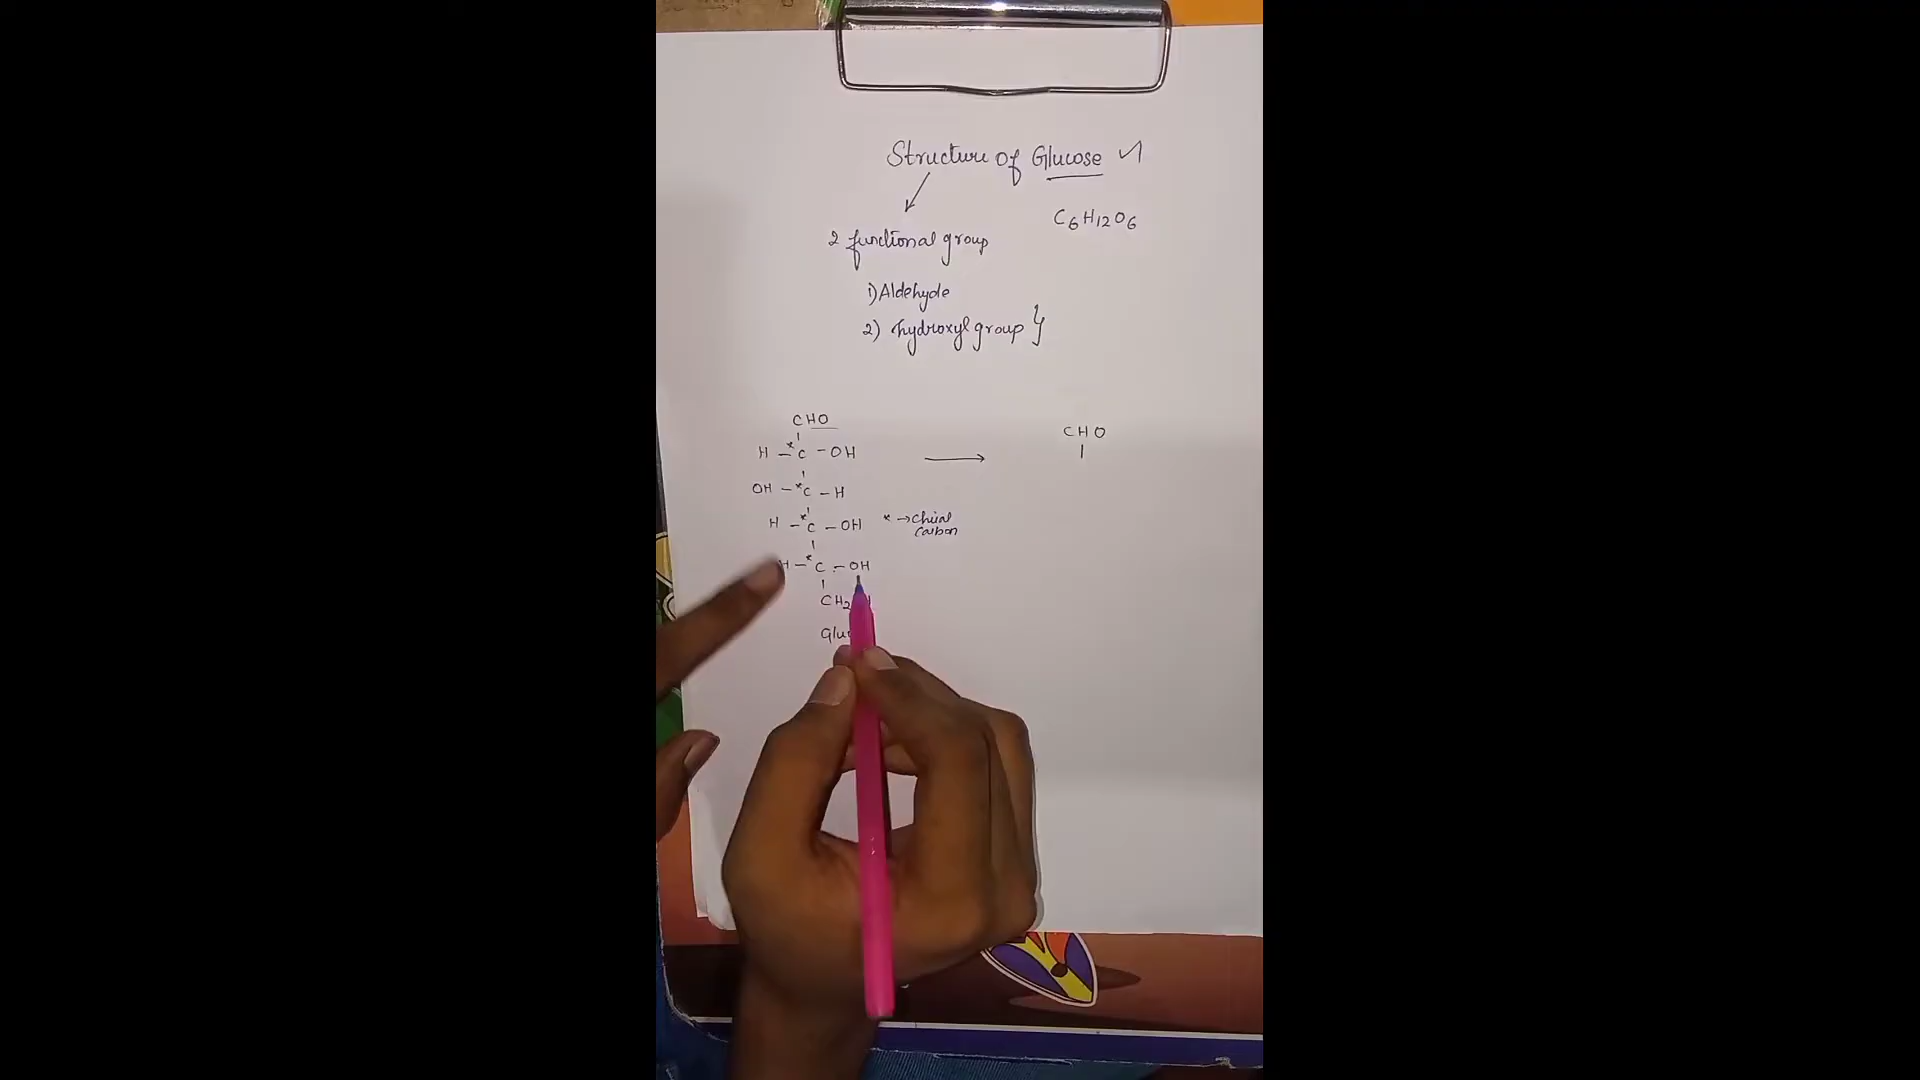 Structure of Glucose
C6H12O6
2 functional group
1) Aldehyde
2) hydroxyl group }
CHO
H - *C - OH
OH - *C - H
H - *C - OH
* → Chiral
Carbon
H - *C - OH
CH2
CHO